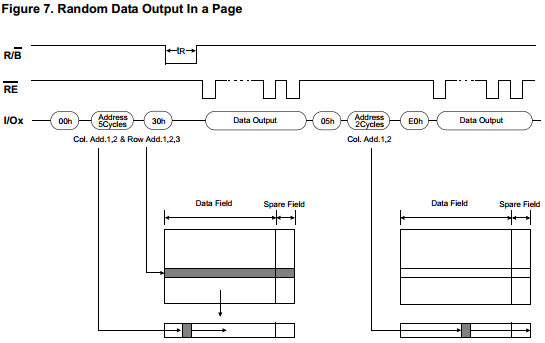 Figure 7. Random Data Output In a Page
R/B̅
tR
R̅E̅
I/Ox
00h
Address
5Cycles
30h
Data Output
05h
Address
2Cycles
E0h
Data Output
Col. Add.1,2 & Row Add.1,2,3
Col. Add.1,2
Data Field
Spare Field
Data Field
Spare Field